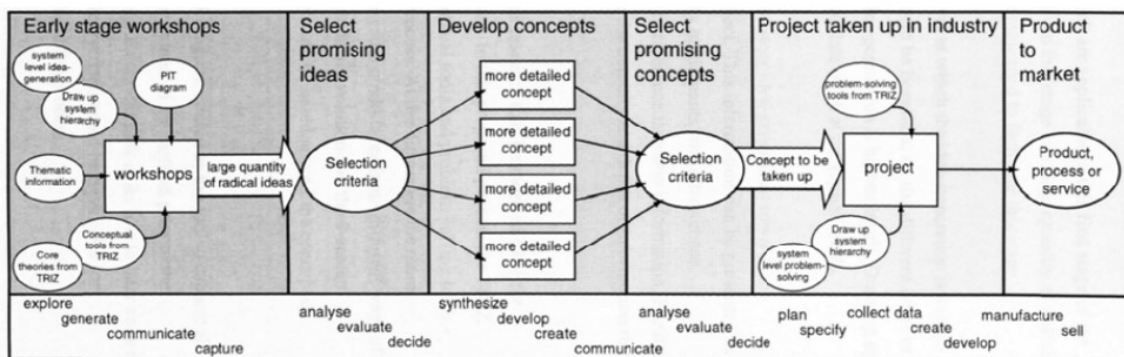 Early stage workshops
Select
promising
ideas
Develop concepts
Select
promising
concepts
Project taken up in industry
Product
to
market
system
level idea-
generation
Draw up
system
hierarchy
PIT
diagram
Thematic
information
workshops
Core
theories from
TRIZ
Conceptual
tools from
TRIZ
large quantity
of radical ideas
Selection
criteria
more detailed
concept
more detailed
concept
more detailed
concept
more detailed
concept
Selection
criteria
Concept to be
taken up
problem-solving
tools from TRIZ
project
Draw up
system
hierarchy
system
level problem-
solving
Product,
process or
service
explore
generate
communicate
capture
analyse
evaluate
decide
synthesize
develop
create
communicate
analyse
evaluate
decide
plan
specify
collect data
create
develop
manufacture
sell